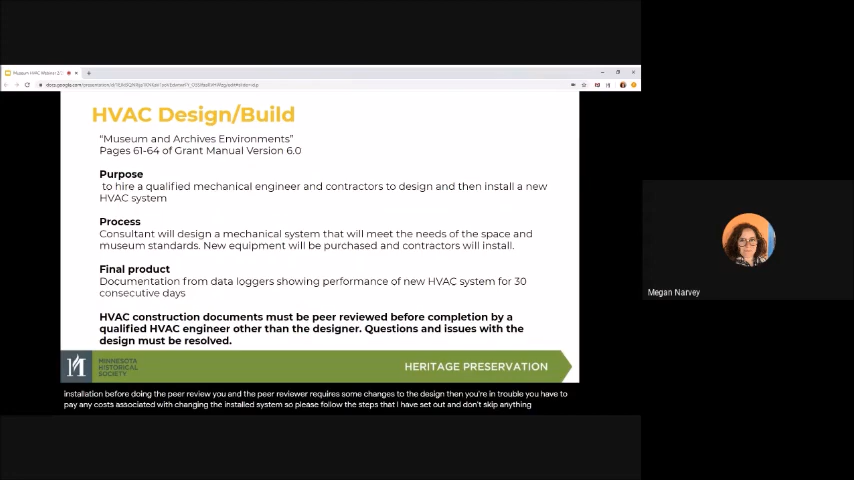 Museum HVAC Webinar
HVAC Design/Build
“Museum and Archives Environments”
Pages 61-64 of Grant Manual Version 6.0
Purpose
to hire a qualified mechanical engineer and contractors to design and then install a new
HVAC system
Process
Consultant will design a mechanical system that will meet the needs of the space and
museum standards. New equipment will be purchased and contractors will install.
Final product
Documentation from data loggers showing performance of new HVAC system for 30
consecutive days
HVAC construction documents must be peer reviewed before completion by a
qualified HVAC engineer other than the designer. Questions and issues with the
design must be resolved.
MINNESOTA
HISTORICAL
SOCIETY
HERITAGE PRESERVATION
installation before doing the peer review you and the peer reviewer requires some changes to the design then you're in trouble you have to
pay any costs associated with changing the installed system so please follow the steps that I have set out and don't skip anything
Megan Narvey